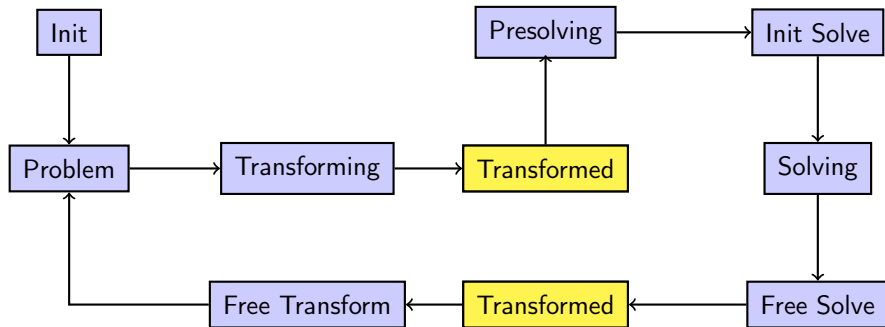 Init
Presolving
Init Solve
Problem
Transforming
Transformed
Solving
Free Transform
Transformed
Free Solve